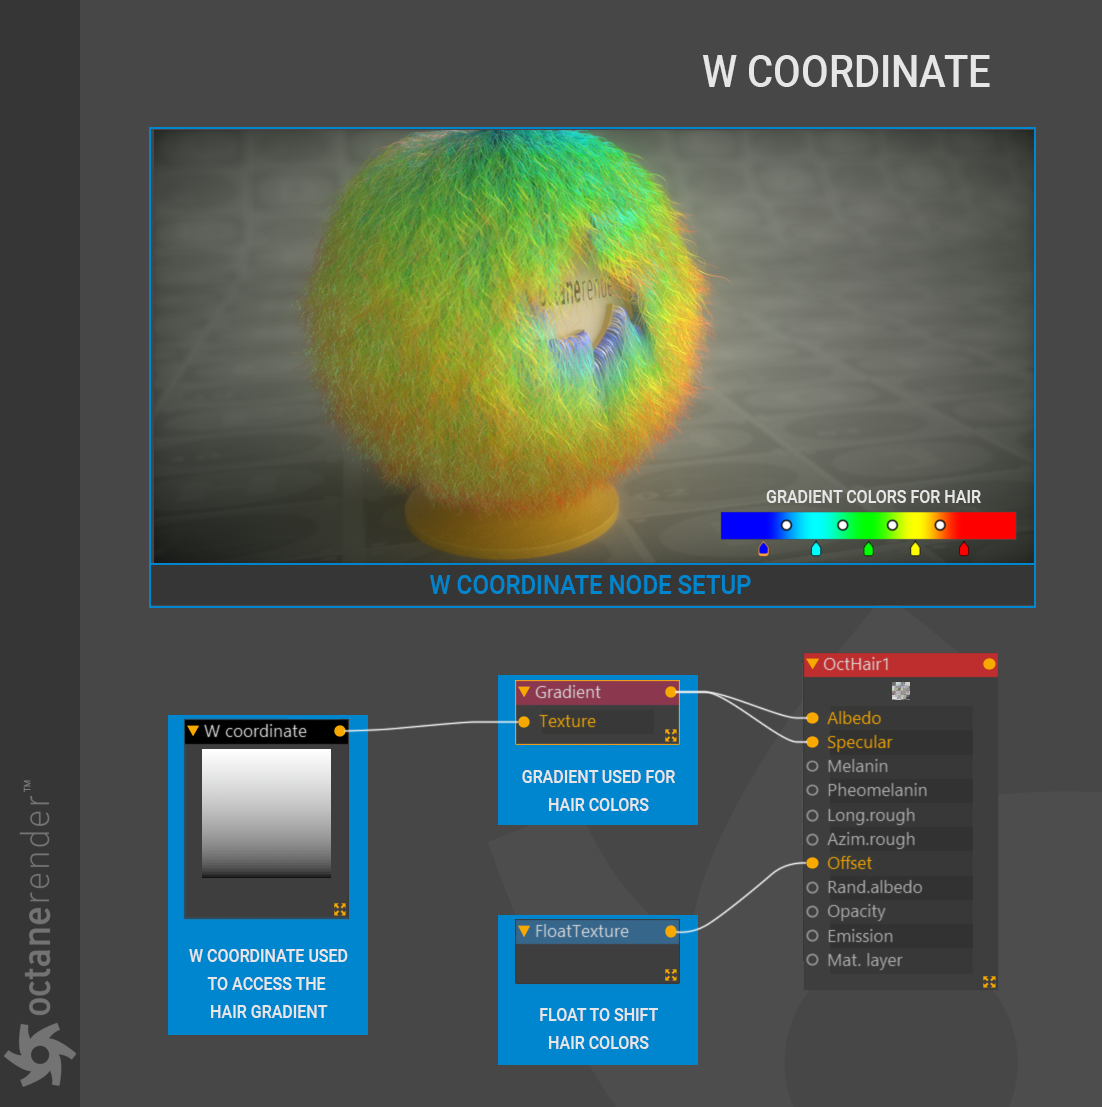 W COORDINATE
octanerende
GRADIENT COLORS FOR HAIR
W COORDINATE NODE SETUP
W coordinate
W COORDINATE USED
TO ACCESS THE
HAIR GRADIENT
Gradient
Texture
GRADIENT USED FOR
HAIR COLORS
FloatTexture
FLOAT TO SHIFT
HAIR COLORS
OctHair1
Albedo
Specular
Melanin
Pheomelanin
Long.rough
Azim.rough
Offset
Rand.albedo
Opacity
Emission
Mat. layer
octanerender™